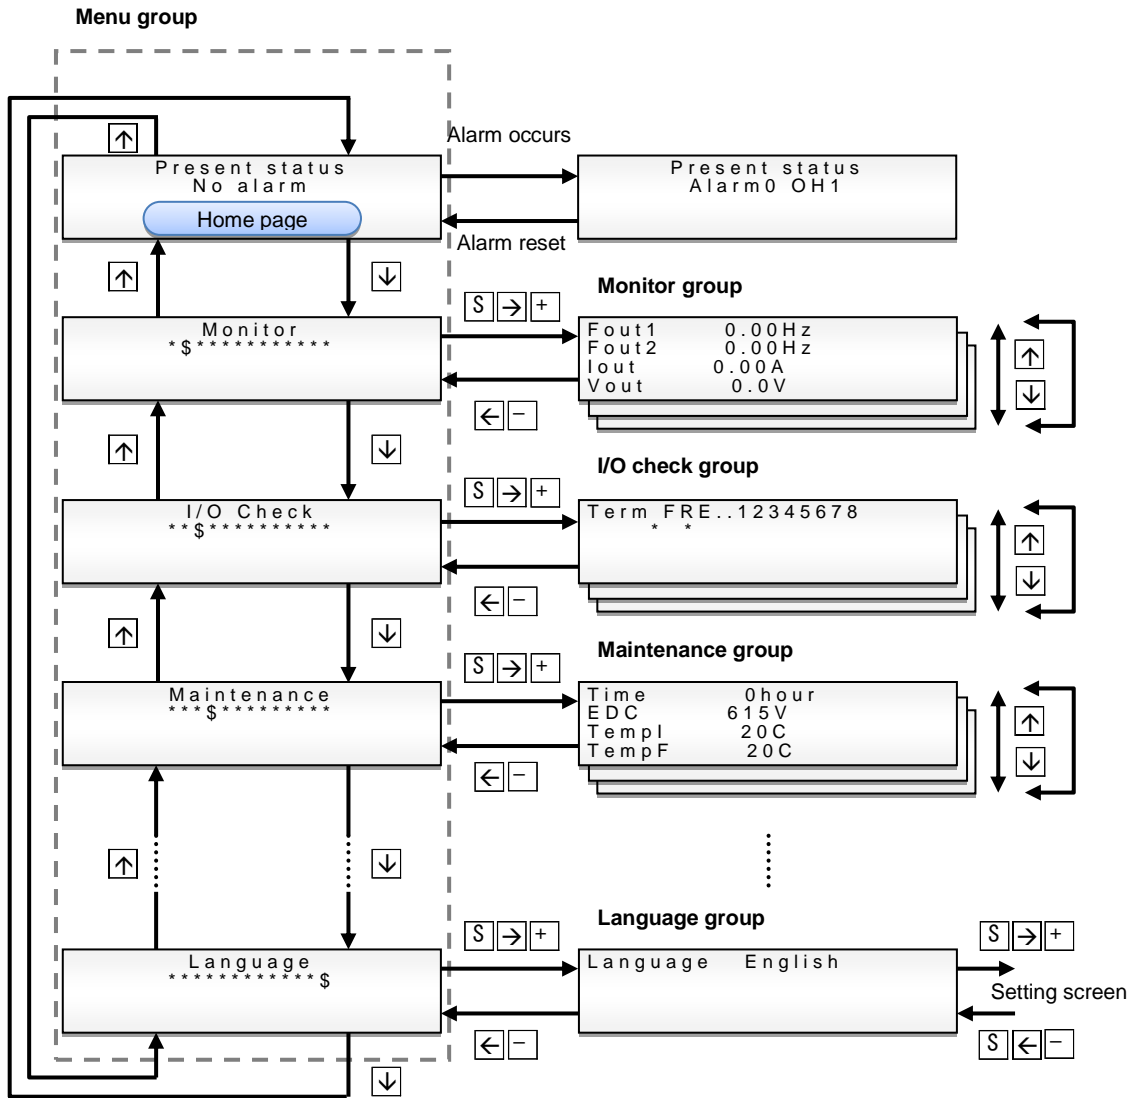 Menu group
↑
Alarm occurs
Present status
No alarm
Home page
Present status
Alarm0 OH1
Alarm reset
↑ ↓
Monitor group
S → +
Monitor
*$***********
Fout1 0.00Hz
Fout2 0.00Hz
Iout 0.00A
Vout 0.0V
↑
↓
← −
↑ ↓
I/O check group
S → +
I/O Check
**$**********
Term FRE..12345678
* *
↑
↓
← −
↑ ↓
Maintenance group
S → +
Maintenance
***$*********
Time 0hour
EDC 615V
TempI 20C
TempF 20C
↑
↓
← −
↑ ↓
Language group
S → +
S → +
Language
************$
Language English
Setting screen
← −
S ← −
↓